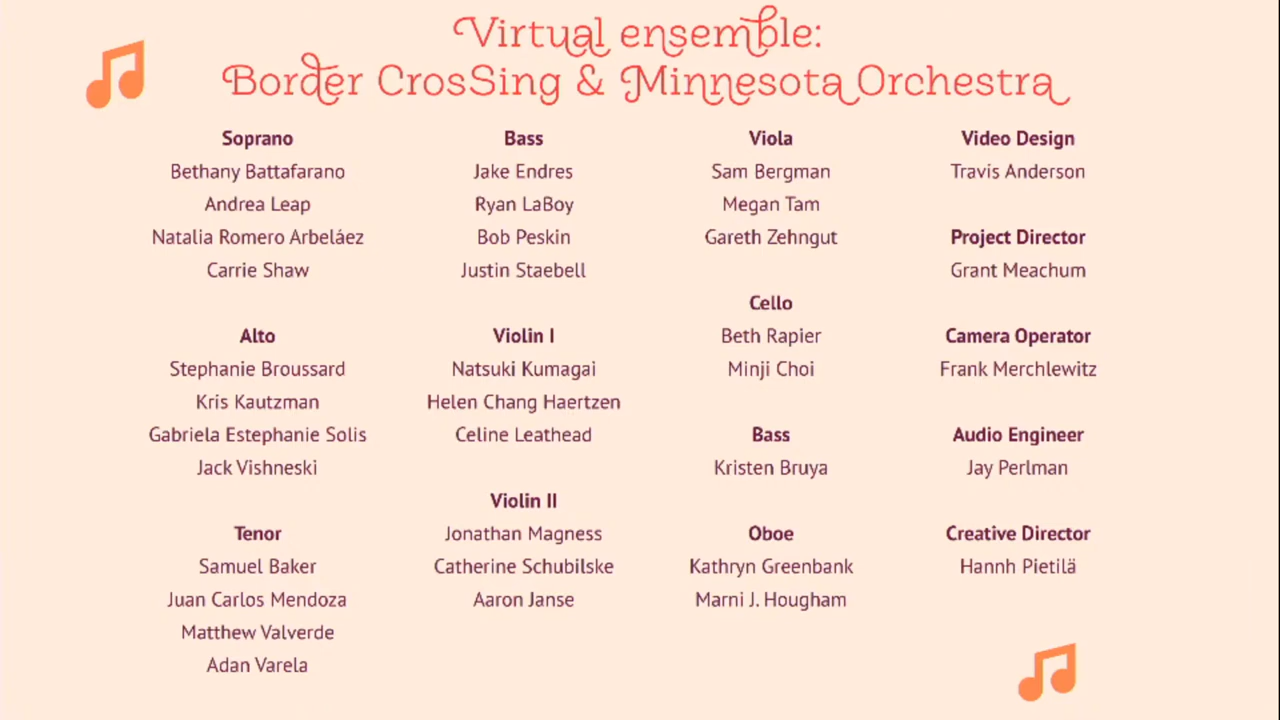 Virtual ensemble:
Border CrosSing & Minnesota Orchestra
Soprano
Bethany Battafarano
Andrea Leap
Natalia Romero Arbeláez
Carrie Shaw
Alto
Stephanie Broussard
Kris Kautzman
Gabriela Estephanie Solis
Jack Vishneski
Tenor
Samuel Baker
Juan Carlos Mendoza
Matthew Valverde
Adan Varela
Bass
Jake Endres
Ryan LaBoy
Bob Peskin
Justin Staebell
Violin I
Natsuki Kumagai
Helen Chang Haertzen
Celine Leathead
Violin II
Jonathan Magness
Catherine Schubilske
Aaron Janse
Viola
Sam Bergman
Megan Tam
Gareth Zehngut
Cello
Beth Rapier
Minji Choi
Bass
Kristen Bruya
Oboe
Kathryn Greenbank
Marni J. Hougham
Video Design
Travis Anderson
Project Director
Grant Meachum
Camera Operator
Frank Merchlewitz
Audio Engineer
Jay Perlman
Creative Director
Hannh Pietilä